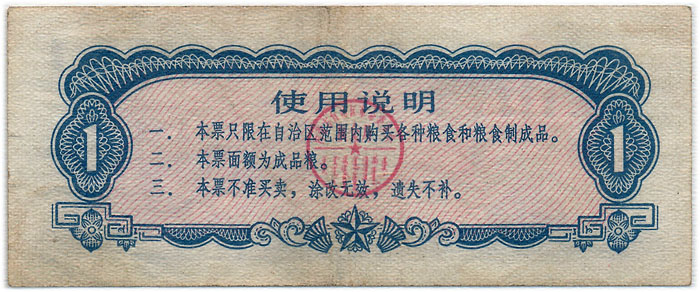 使用说明
1 一. 本票只限在自治区范围内购买各种粮食和粮食制成品。 1
二. 本票面额为成品粮。
三. 本票不准买卖，涂改无效，遗失不补。